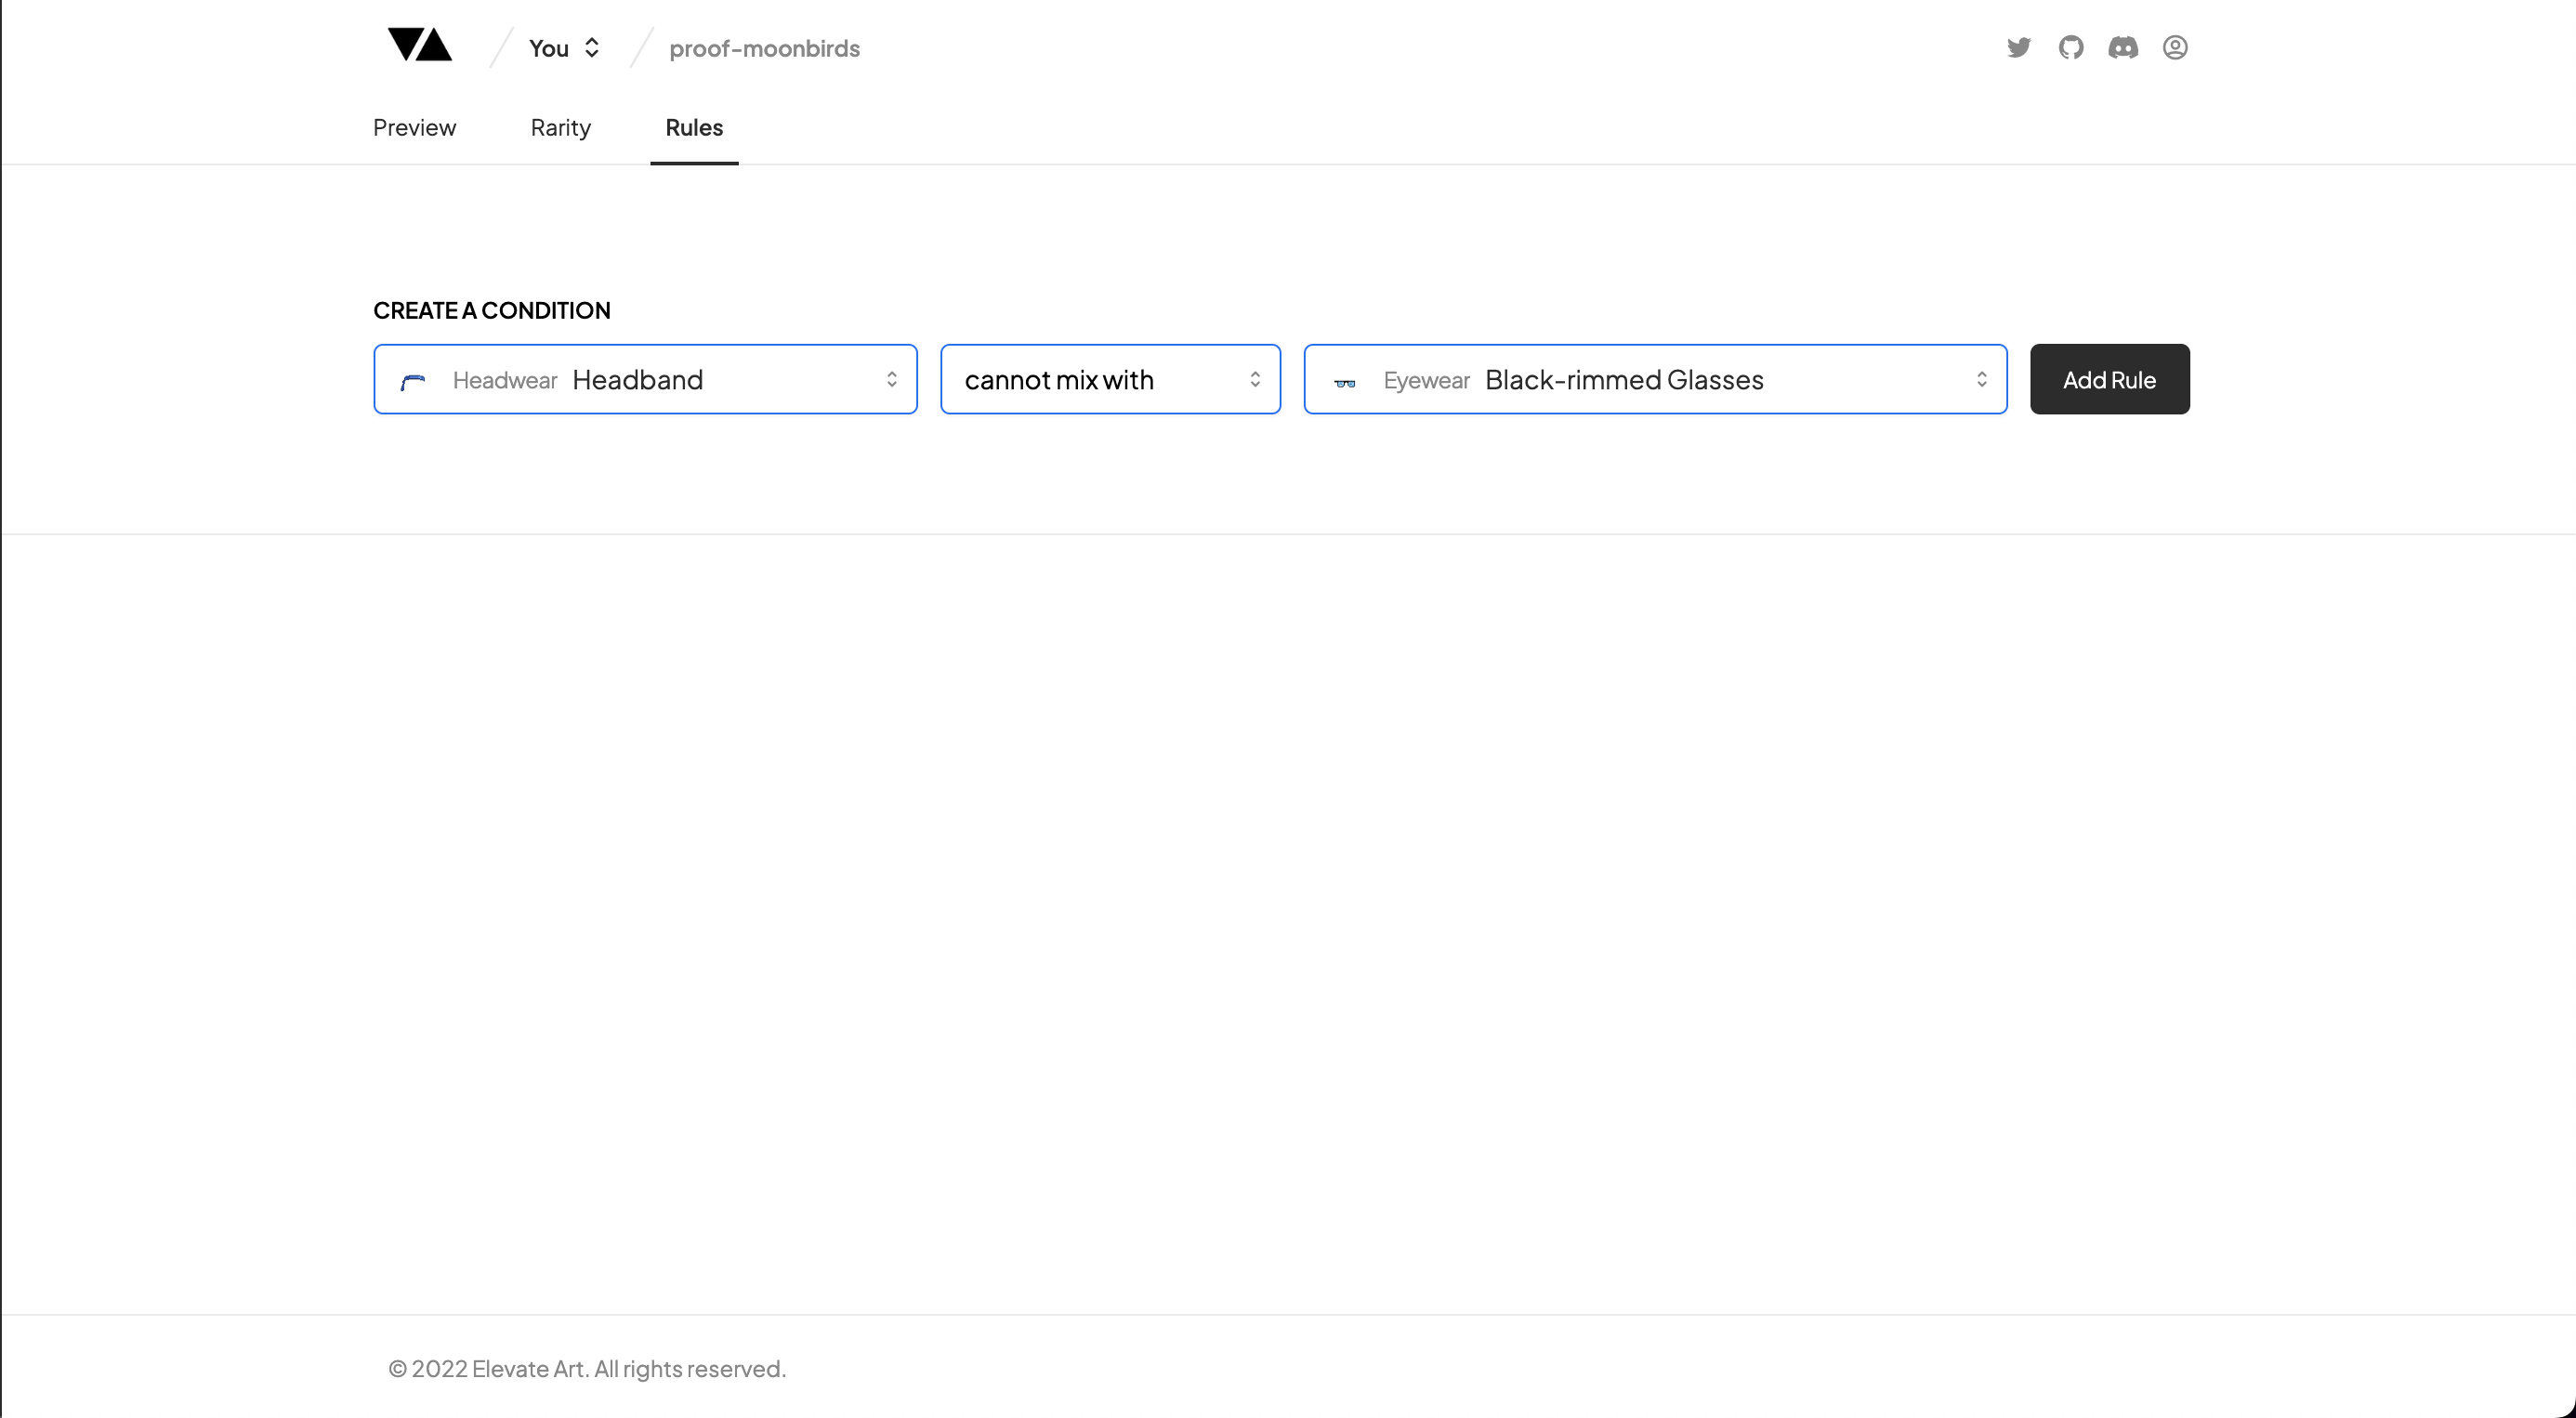 You proof-moonbirds
Preview Rarity Rules
CREATE A CONDITION
Headwear Headband cannot mix with Eyewear Black-rimmed Glasses Add Rule
© 2022 Elevate Art. All rights reserved.